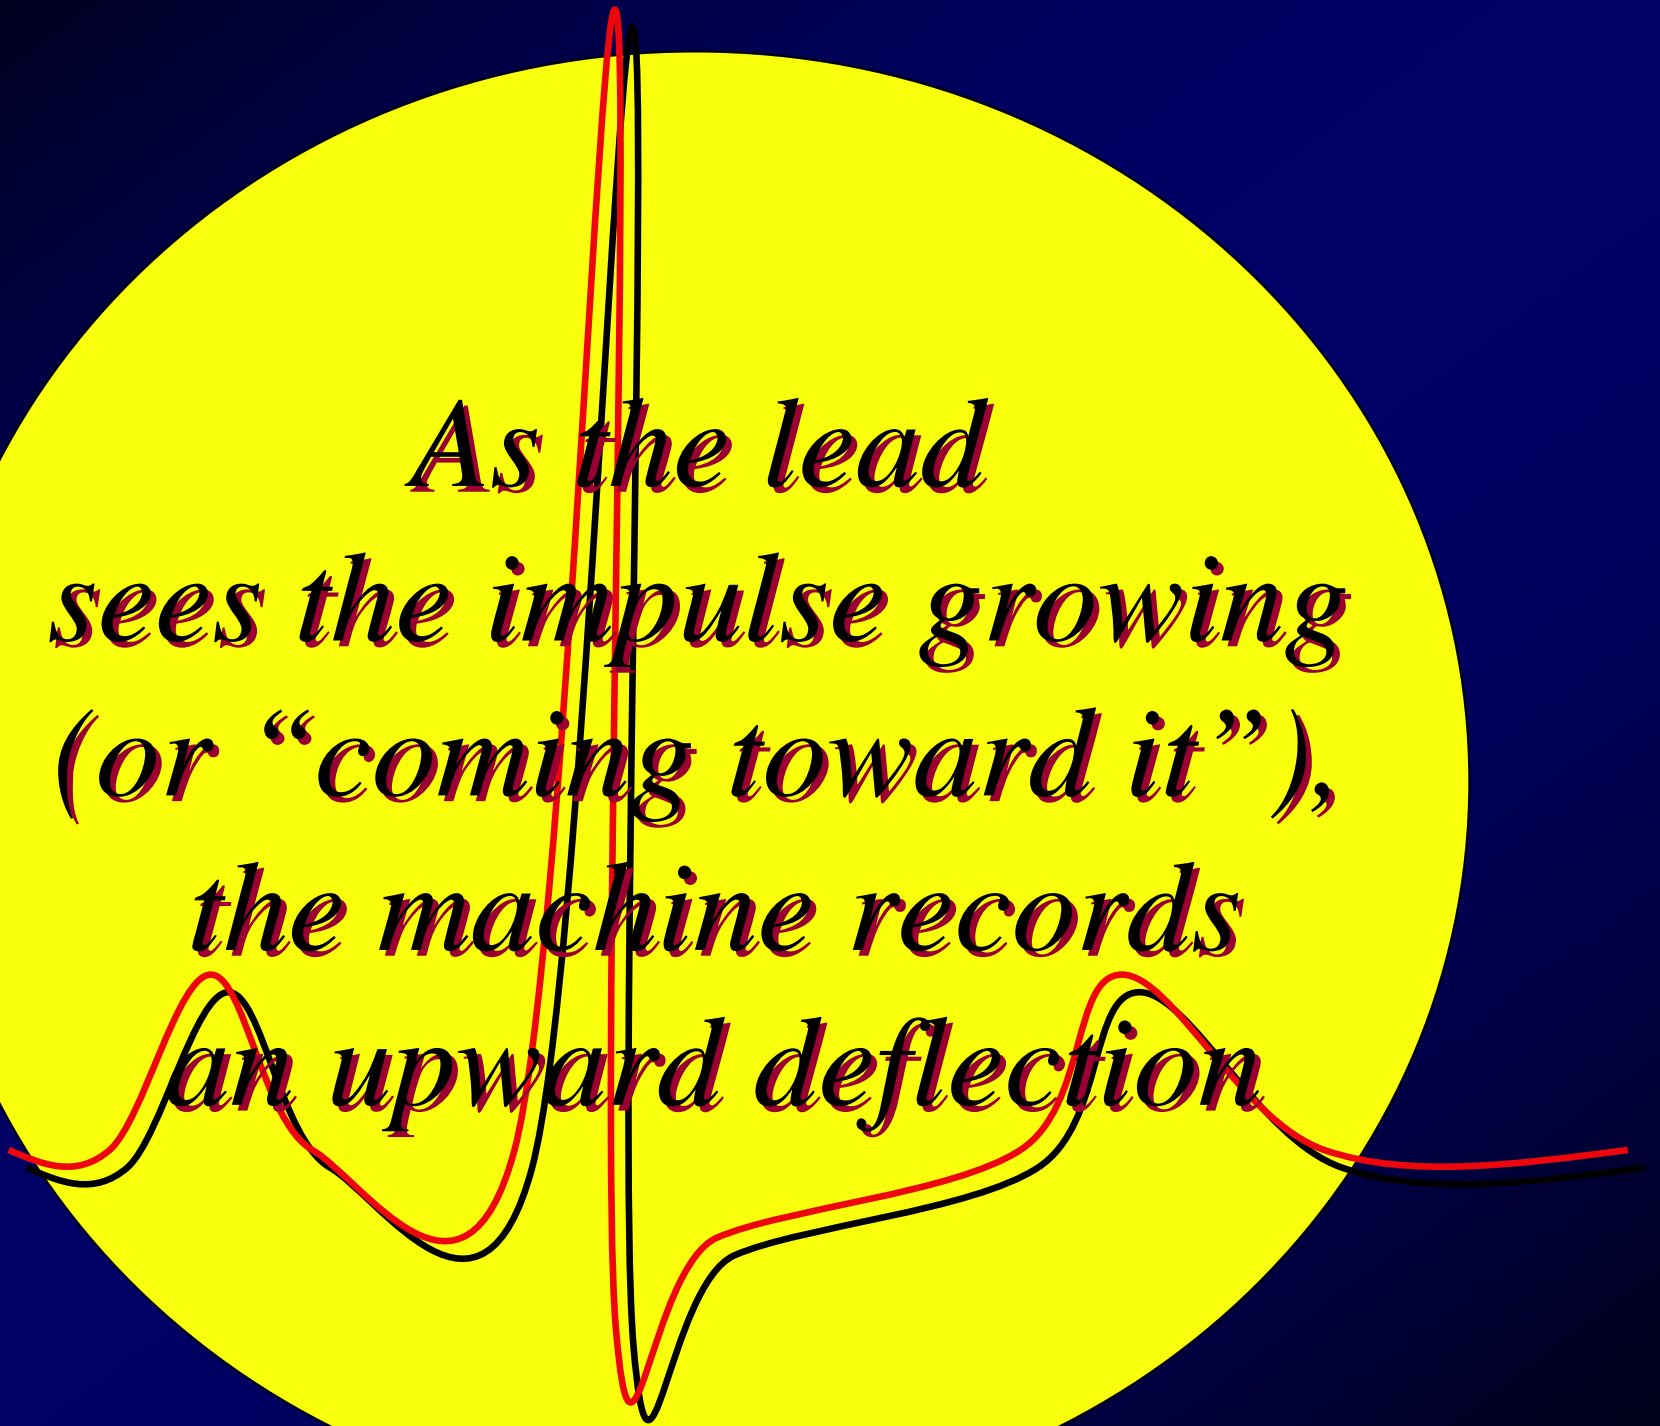 As the lead
sees the impulse growing
(or “coming toward it”),
the machine records
an upward deflection